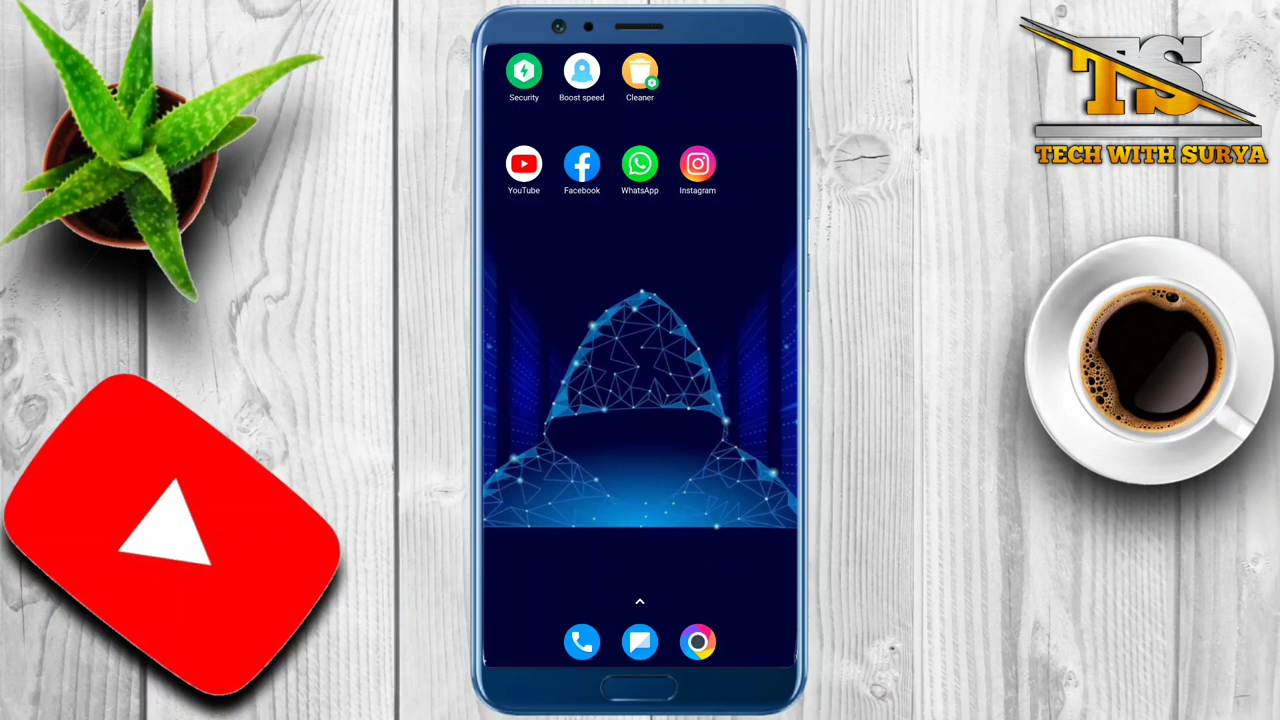 Security Boost speed Cleaner
YouTube Facebook WhatsApp Instagram
TS
TECH WITH SURYA